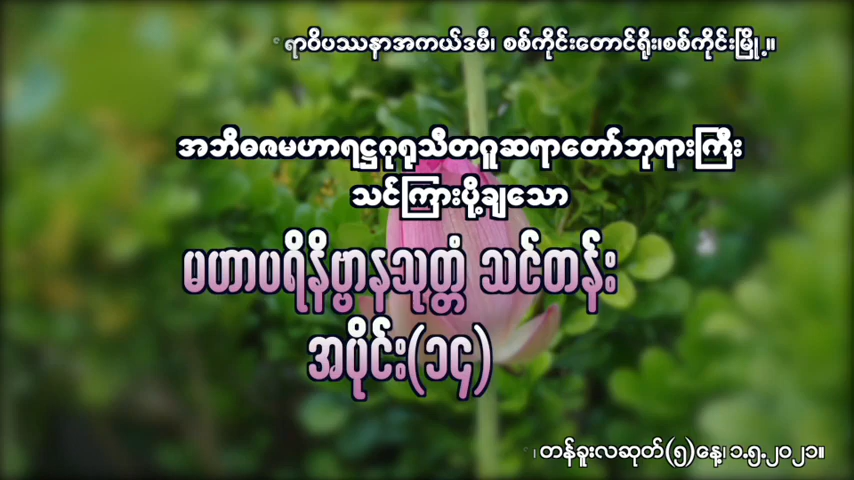 ရာဝိပဿနာအကယ်ဒမီ၊ စစ်ကိုင်းတောင်ရိုး၊စစ်ကိုင်းမြို့။
အဘိဓဇမဟာရဋ္ဌဂုရုသီတဂူဆရာတော်ဘုရားကြီး
သင်ကြားပို့ချသော
မဟာပရိနိဗ္ဗာနသုတ္တံ သင်တန်း
အပိုင်း(၁၄)
၊ တန်ခူးလဆုတ်(၅)နေ့၊ ၁.၅.၂၀၂၁။